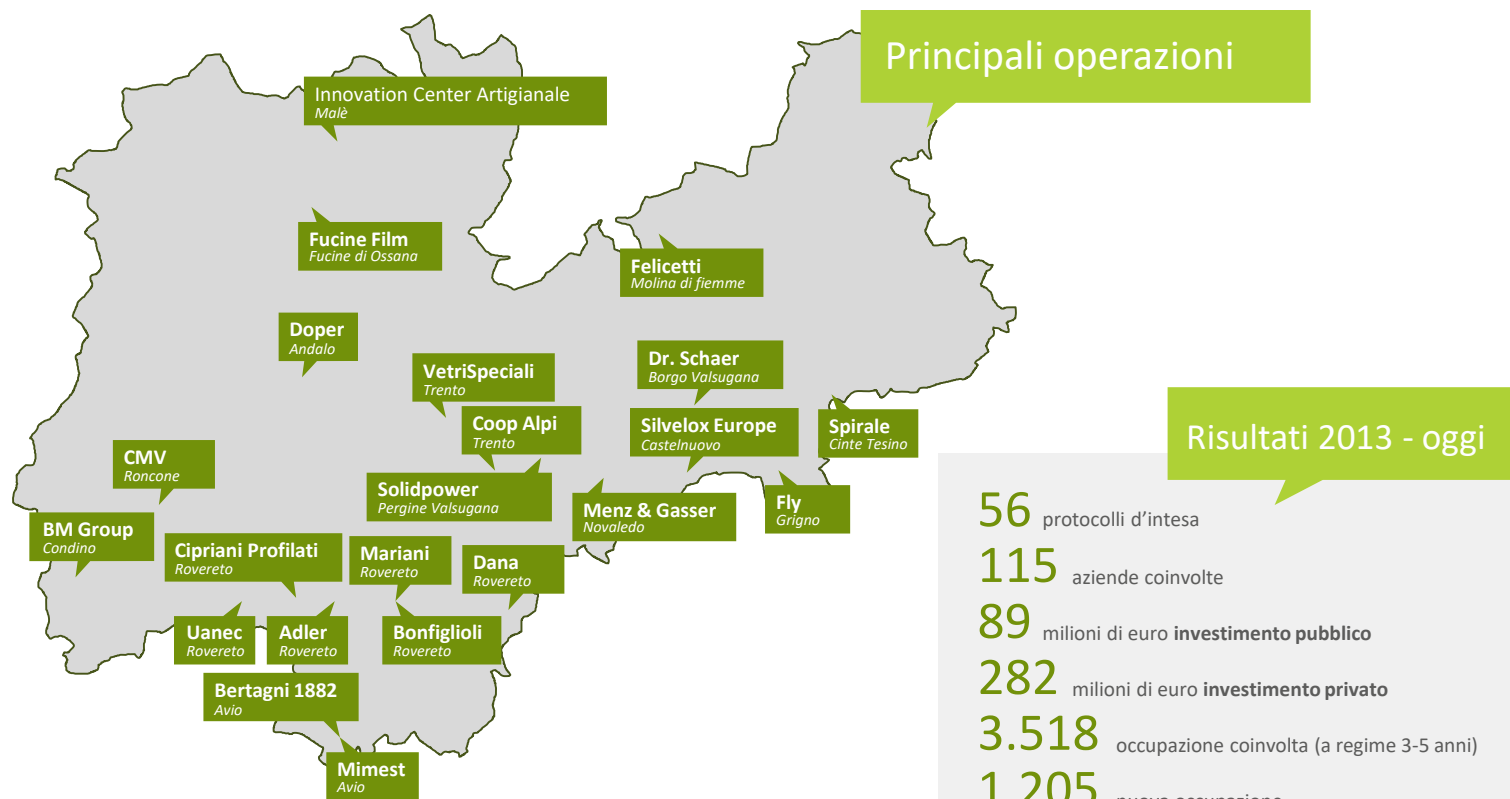 Principali operazioni
Innovation Center Artigianale
Malè
Fucine Film
Fucine di Ossana
Felicetti
Molina di fiemme
Doper
Andalo
VetriSpeciali
Trento
Dr. Schaer
Borgo Valsugana
Coop Alpi
Trento
Silvelox Europe
Castelnuovo
Spirale
Cinte Tesino
CMV
Roncone
Solidpower
Pergine Valsugana
Menz & Gasser
Novaledo
Fly
Grigno
BM Group
Condino
Cipriani Profilati
Rovereto
Mariani
Rovereto
Dana
Rovereto
Uanec
Rovereto
Adler
Rovereto
Bonfiglioli
Rovereto
Bertagni 1882
Avio
Mimest
Avio
Risultati 2013 - oggi
56 protocolli d’intesa
115 aziende coinvolte
89 milioni di euro investimento pubblico
282 milioni di euro investimento privato
3.518 occupazione coinvolta (a regime 3-5 anni)
1.205 nuova occupazione